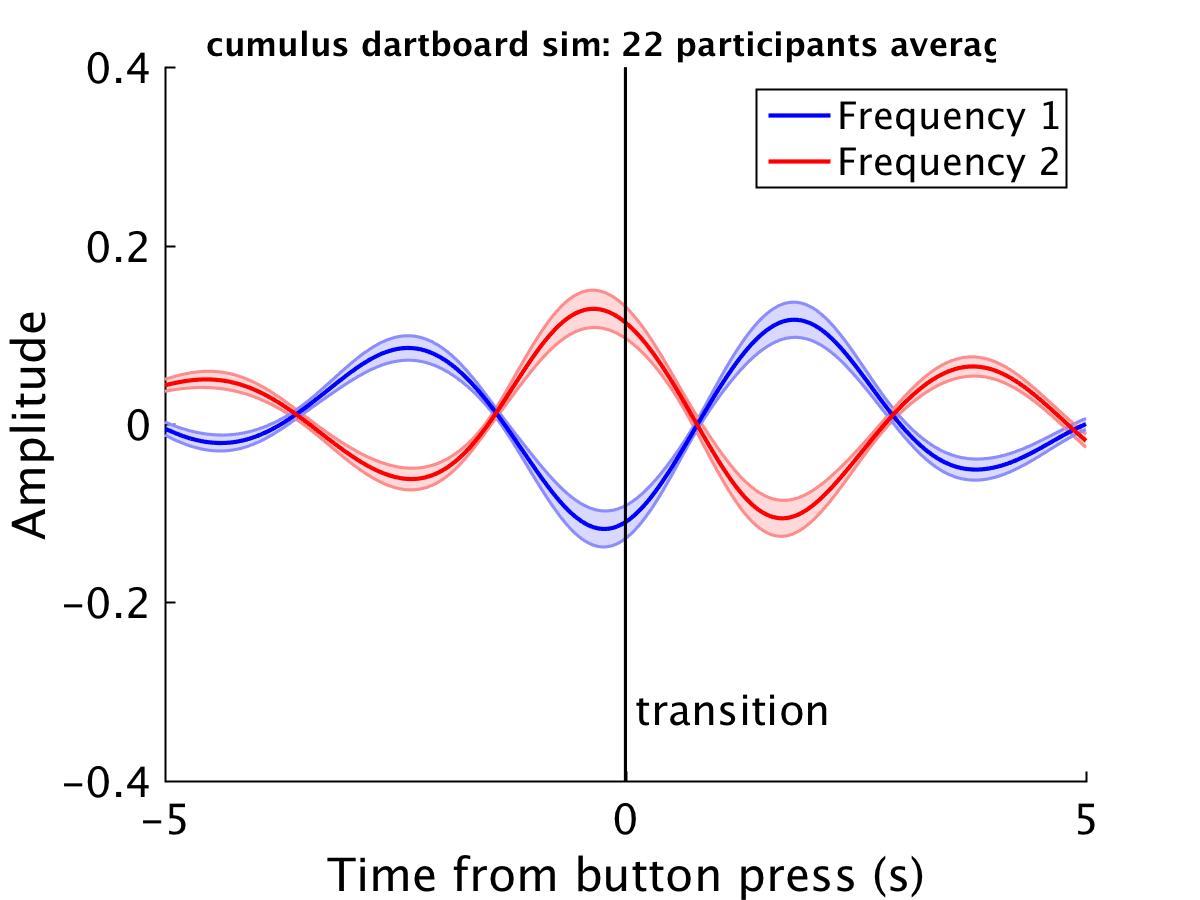 cumulus dartboard sim: 22 participants averag
0.4
0.2
0
−0.2
−0.4
Amplitude
Frequency 1
Frequency 2
transition
−5
0
5
Time from button press (s)